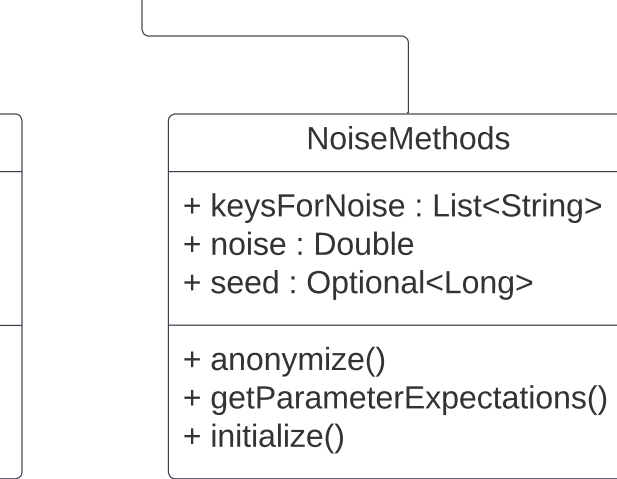 NoiseMethods
+ keysForNoise : List<String>
+ noise : Double
+ seed : Optional<Long>
+ anonymize()
+ getParameterExpectations()
+ initialize()